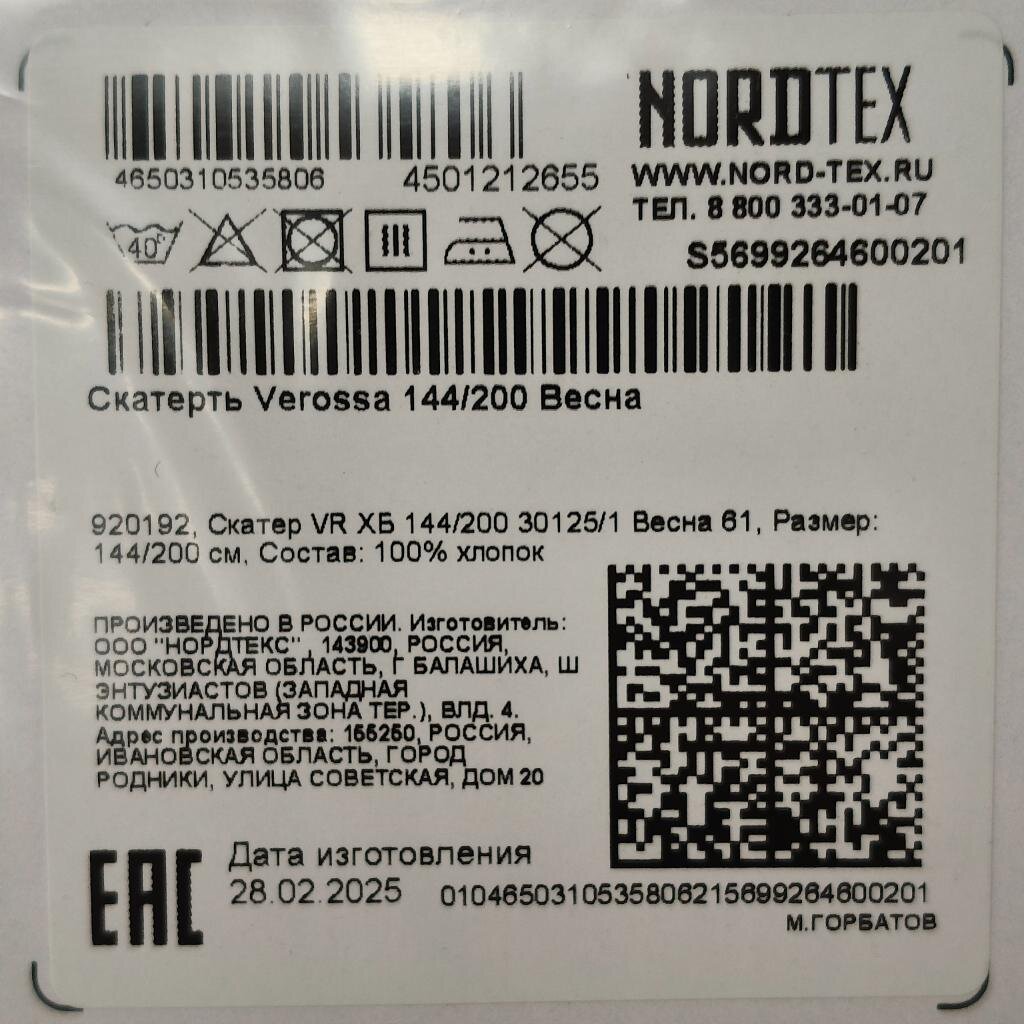 NORDTEX
4650310535806 4501212655
WWW.NORD-TEX.RU
ТЕЛ. 8 800 333-01-07
40°
S5699264600201
Скатерть Verossa 144/200 Весна
920192, Скатер VR ХБ 144/200 30125/1 Весна 61, Размер:
144/200 см, Состав: 100% хлопок
ПРОИЗВЕДЕНО В РОССИИ. Изготовитель:
ООО "НОРДТЕКС" , 143900, РОССИЯ,
МОСКОВСКАЯ ОБЛАСТЬ, Г БАЛАШИХА, Ш
ЭНТУЗИАСТОВ (ЗАПАДНАЯ
КОММУНАЛЬНАЯ ЗОНА ТЕР.), ВЛД. 4.
Адрес производства: 155250, РОССИЯ,
ИВАНОВСКАЯ ОБЛАСТЬ, ГОРОД
РОДНИКИ, УЛИЦА СОВЕТСКАЯ, ДОМ 20
EAC
Дата изготовления
28.02.2025
0104650310535806215699264600201
М.ГОРБАТОВ